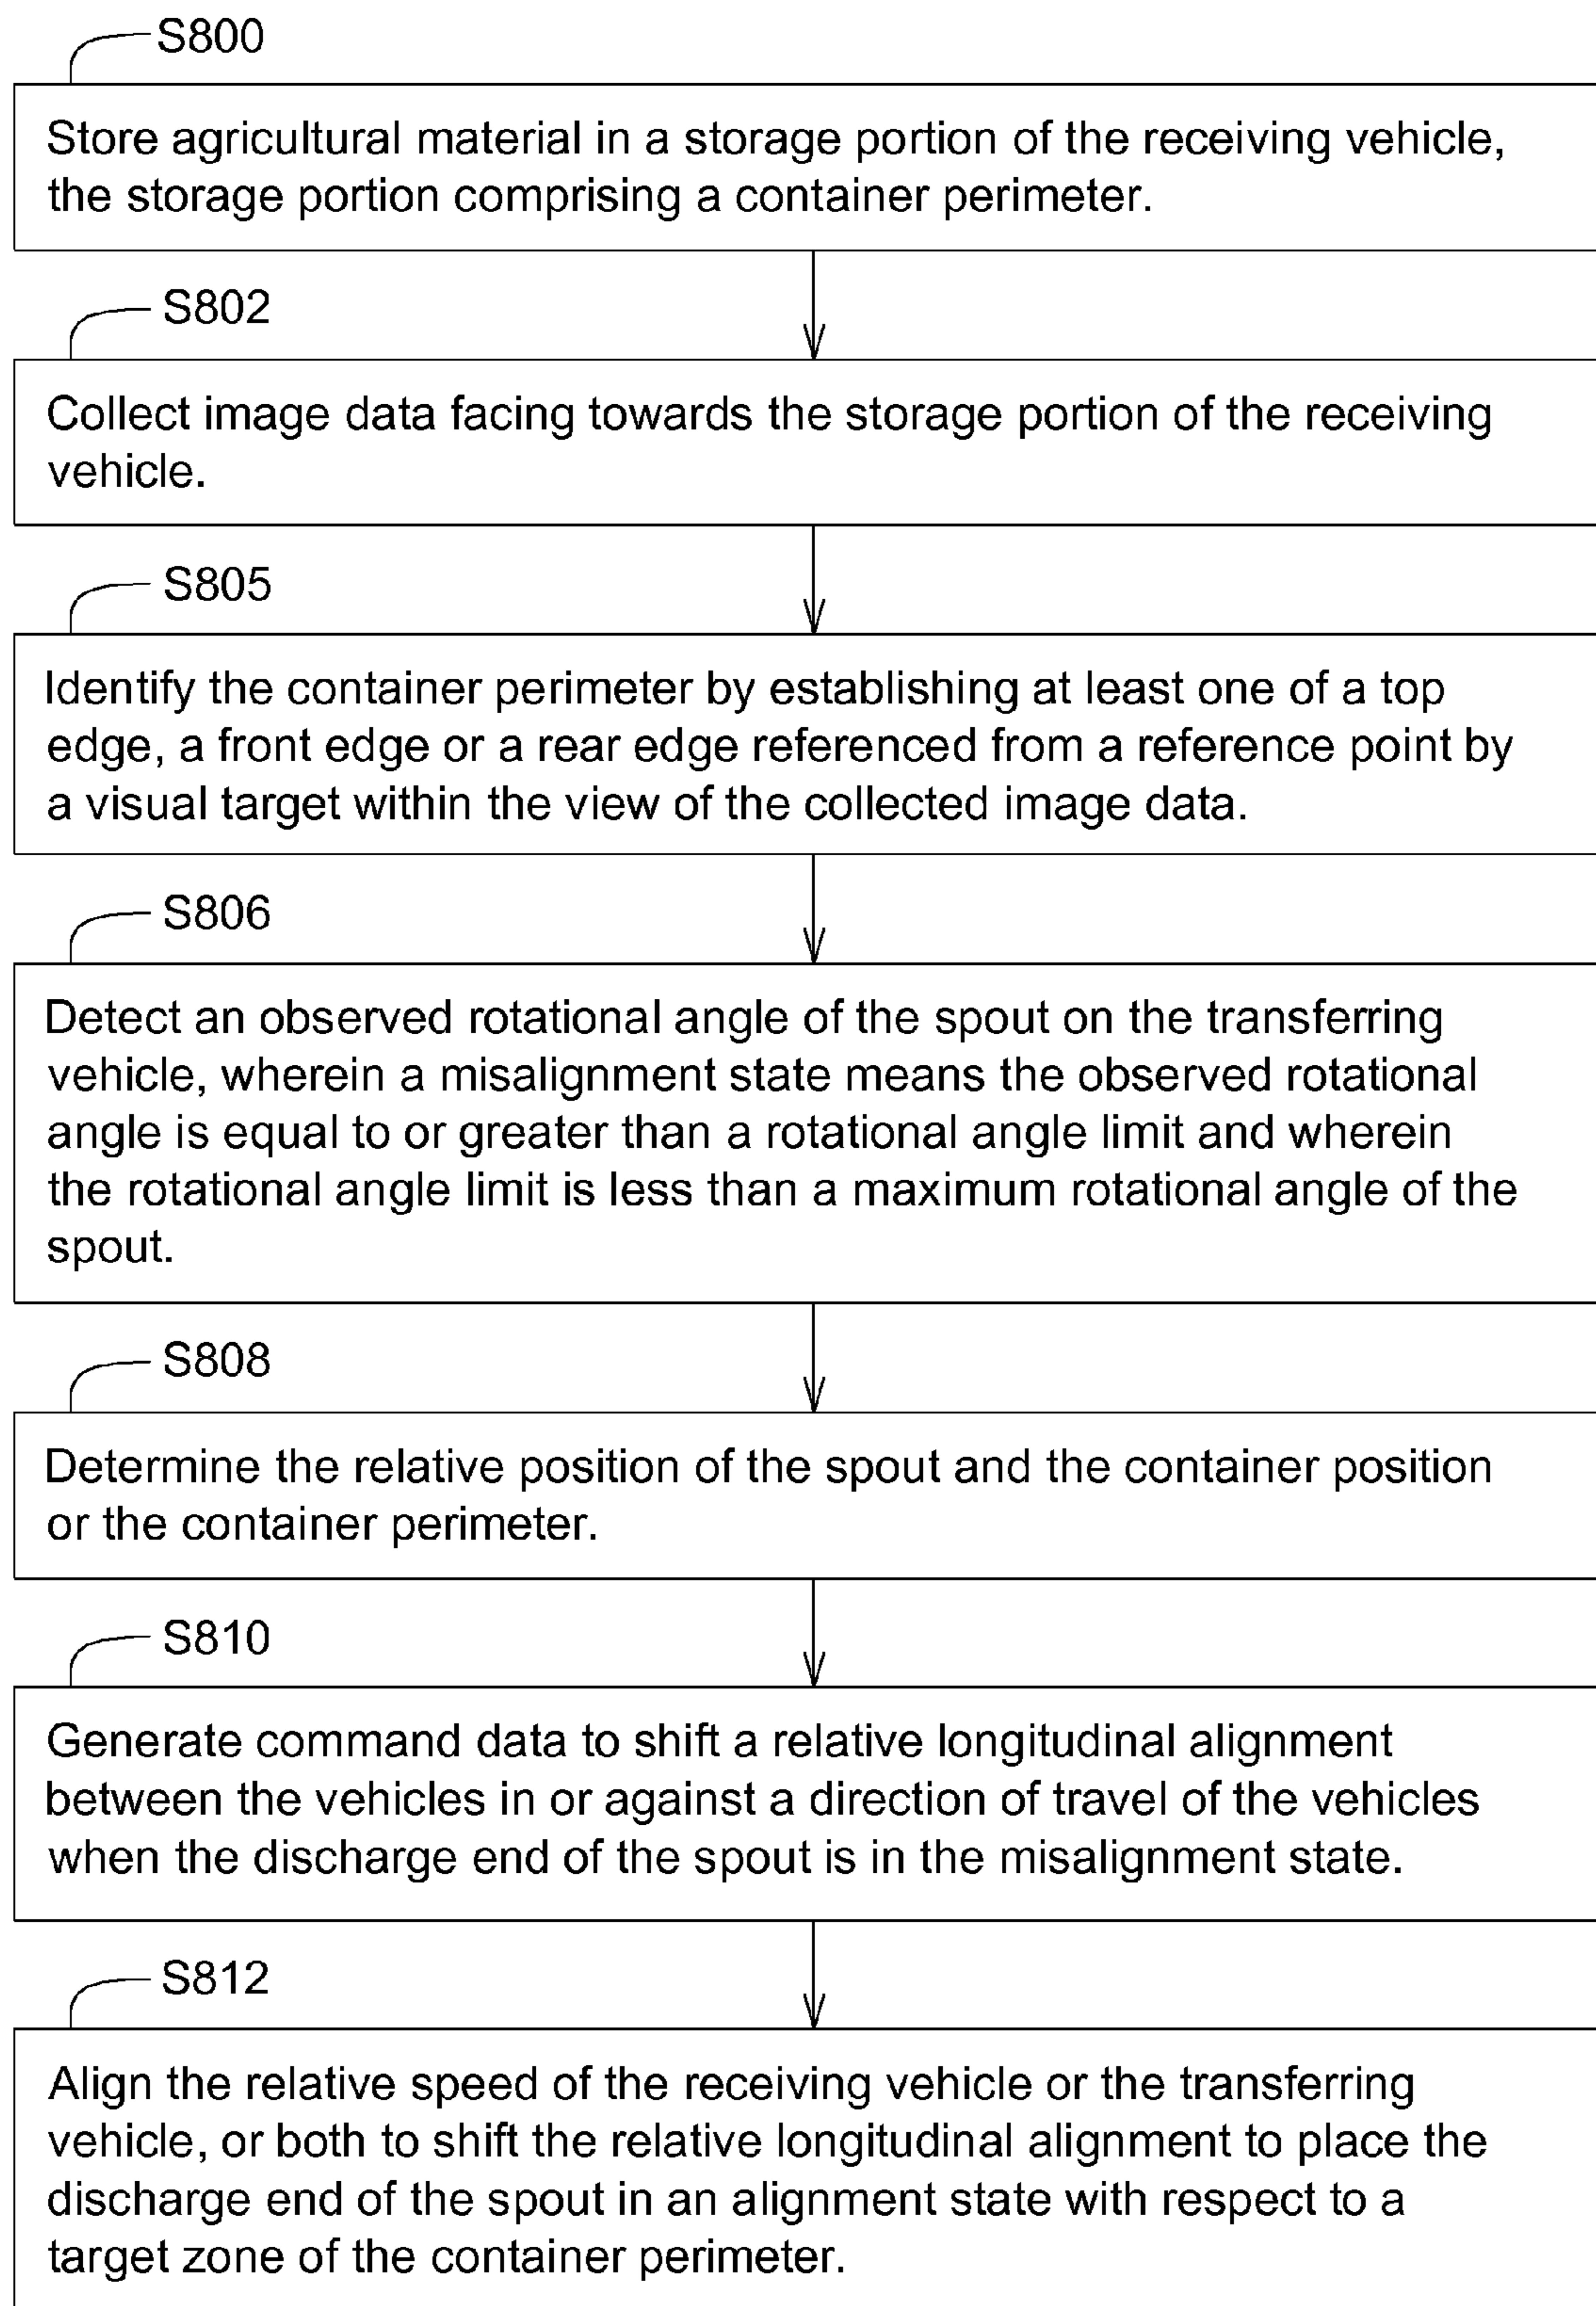 S800
Store agricultural material in a storage portion of the receiving vehicle,
the storage portion comprising a container perimeter.
S802
Collect image data facing towards the storage portion of the receiving
vehicle.
S805
Identify the container perimeter by establishing at least one of a top
edge, a front edge or a rear edge referenced from a reference point by
a visual target within the view of the collected image data.
S806
Detect an observed rotational angle of the spout on the transferring
vehicle, wherein a misalignment state means the observed rotational
angle is equal to or greater than a rotational angle limit and wherein
the rotational angle limit is less than a maximum rotational angle of the
spout.
S808
Determine the relative position of the spout and the container position
or the container perimeter.
S810
Generate command data to shift a relative longitudinal alignment
between the vehicles in or against a direction of travel of the vehicles
when the discharge end of the spout is in the misalignment state.
S812
Align the relative speed of the receiving vehicle or the transferring
vehicle, or both to shift the relative longitudinal alignment to place the
discharge end of the spout in an alignment state with respect to a
target zone of the container perimeter.